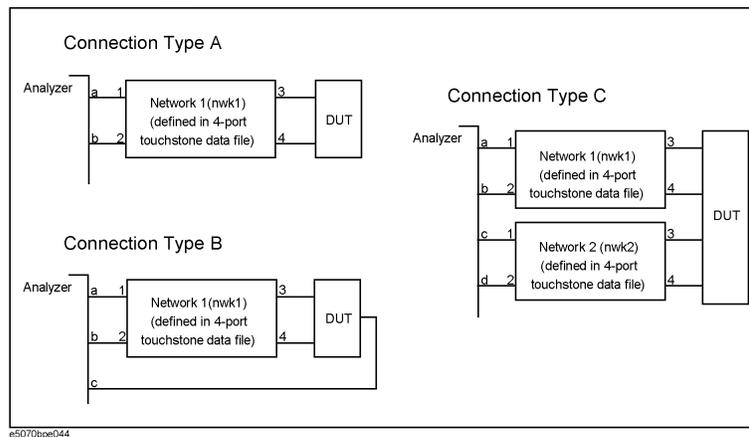 Connection Type A
Analyzer
a 1
Network 1(nwk1)
(defined in 4-port
touchstone data file)
3
DUT
b 2
4
Connection Type B
Analyzer
a 1
Network 1(nwk1)
(defined in 4-port
touchstone data file)
3
DUT
b 2
4
c
Connection Type C
Analyzer
a 1
Network 1(nwk1)
(defined in 4-port
touchstone data file)
3
b 2
4
DUT
c 1
Network 2 (nwk2)
(defined in 4-port
touchstone data file)
3
d 2
4
e5070bpe044